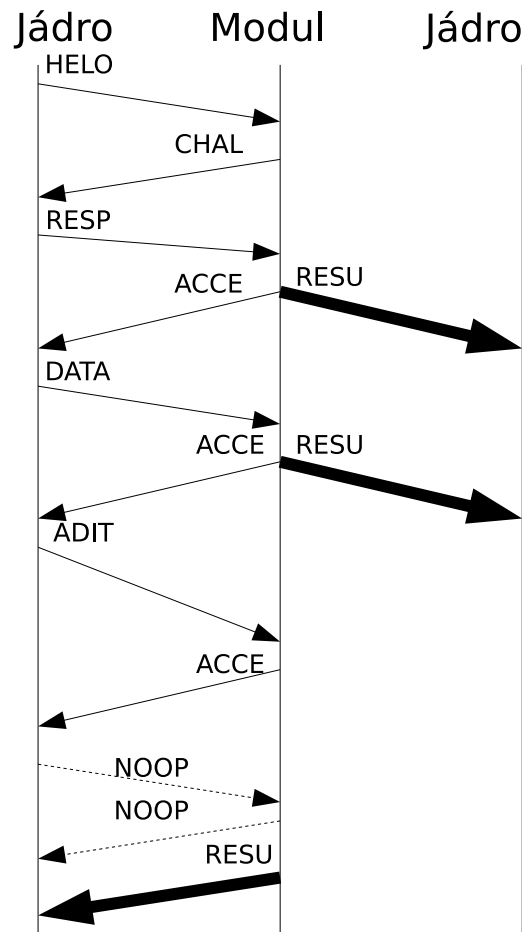 Jádro Modul Jádro
HELO
CHAL
RESP
ACCE RESU
DATA
ACCE RESU
ADIT
ACCE
NOOP
NOOP
RESU